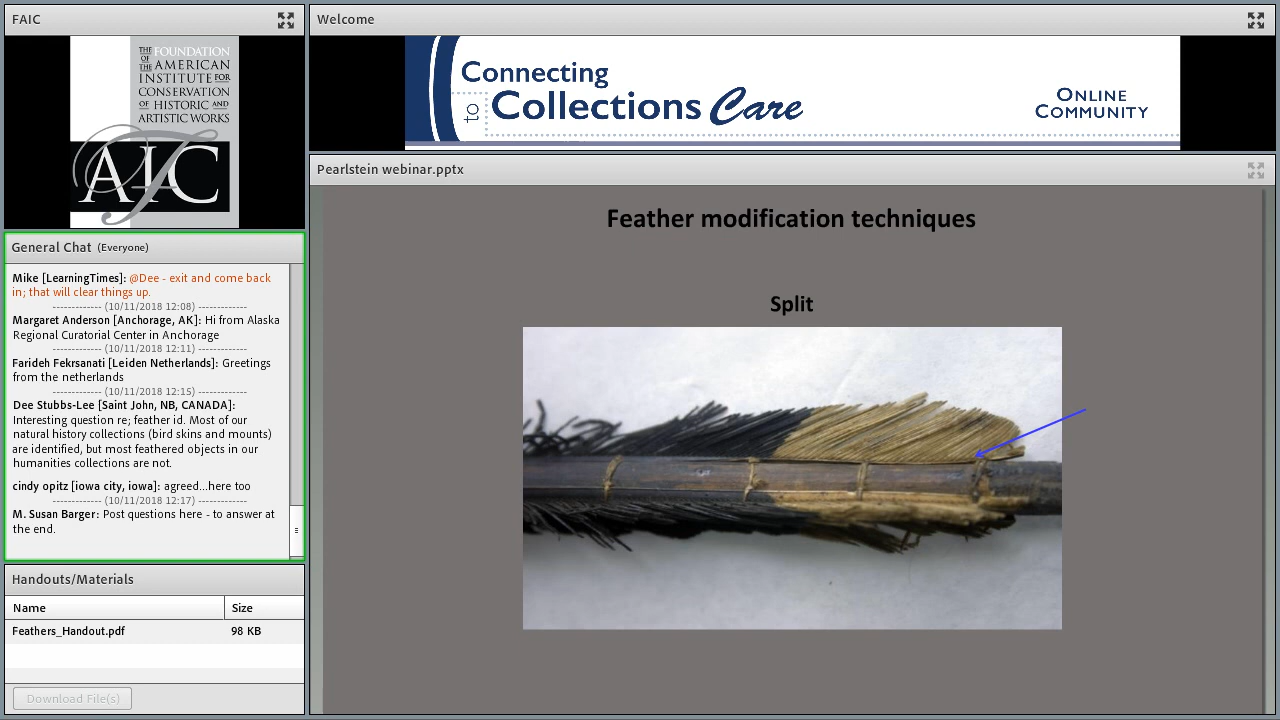 FAIC
THE FOUNDATION
OF THE AMERICAN
INSTITUTE FOR
CONSERVATION
OF HISTORIC AND
ARTISTIC WORKS
AIC
General Chat (Everyone)
Mike [LearningTimes]: @Dee - exit and come back
in; that will clear things up.
------------- (10/11/2018 12:08) -------------
Margaret Anderson [Anchorage, AK]: Hi from Alaska
Regional Curatorial Center in Anchorage
------------- (10/11/2018 12:11) -------------
Farideh Fekrsanati [Leiden Netherlands]: Greetings
from the netherlands
------------- (10/11/2018 12:15) -------------
Dee Stubbs-Lee [Saint John, NB, CANADA]:
Interesting question re; feather id. Most of our
natural history collections (bird skins and mounts)
are identified, but most feathered objects in our
humanities collections are not.
cindy opitz [iowa city, iowa]: agreed...here too
------------- (10/11/2018 12:17) -------------
M. Susan Barger: Post questions here - to answer at
the end.
Handouts/Materials
Name Size
Feathers_Handout.pdf 98 KB
Download File(s)
Welcome
Connecting
to Collections Care
ONLINE
COMMUNITY
Pearlstein webinar.pptx
Feather modification techniques
Split